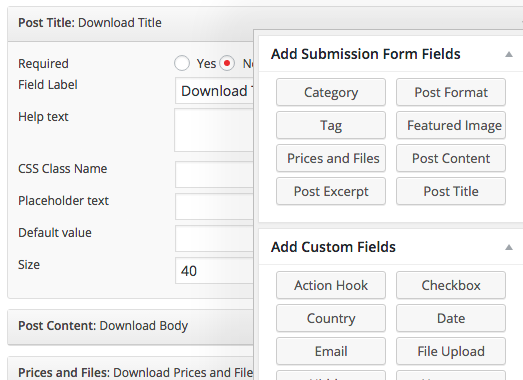 Post Title: Download Title
Required Yes No
Field Label Download T
Help text
CSS Class Name
Placeholder text
Default value
Size 40
Post Content: Download Body
Prices and Files: Download Prices and File
Add Submission Form Fields
Category Post Format
Tag Featured Image
Prices and Files Post Content
Post Excerpt Post Title
Add Custom Fields
Action Hook Checkbox
Country Date
Email File Upload